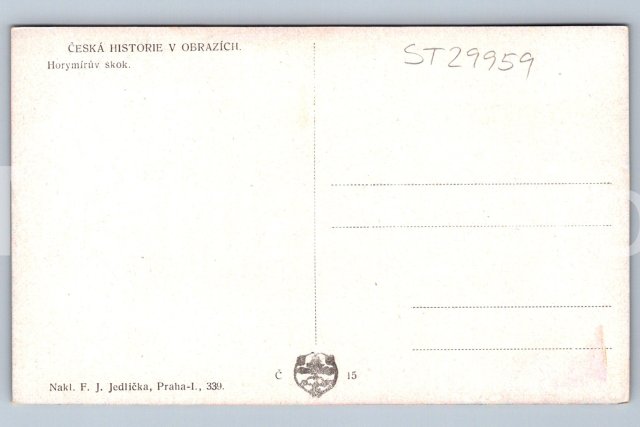 ČESKÁ HISTORIE V OBRAZÍCH.
Horymírův skok.
ST29959
Č 15
Nakl. F. J. Jedlička, Praha-I., 339.